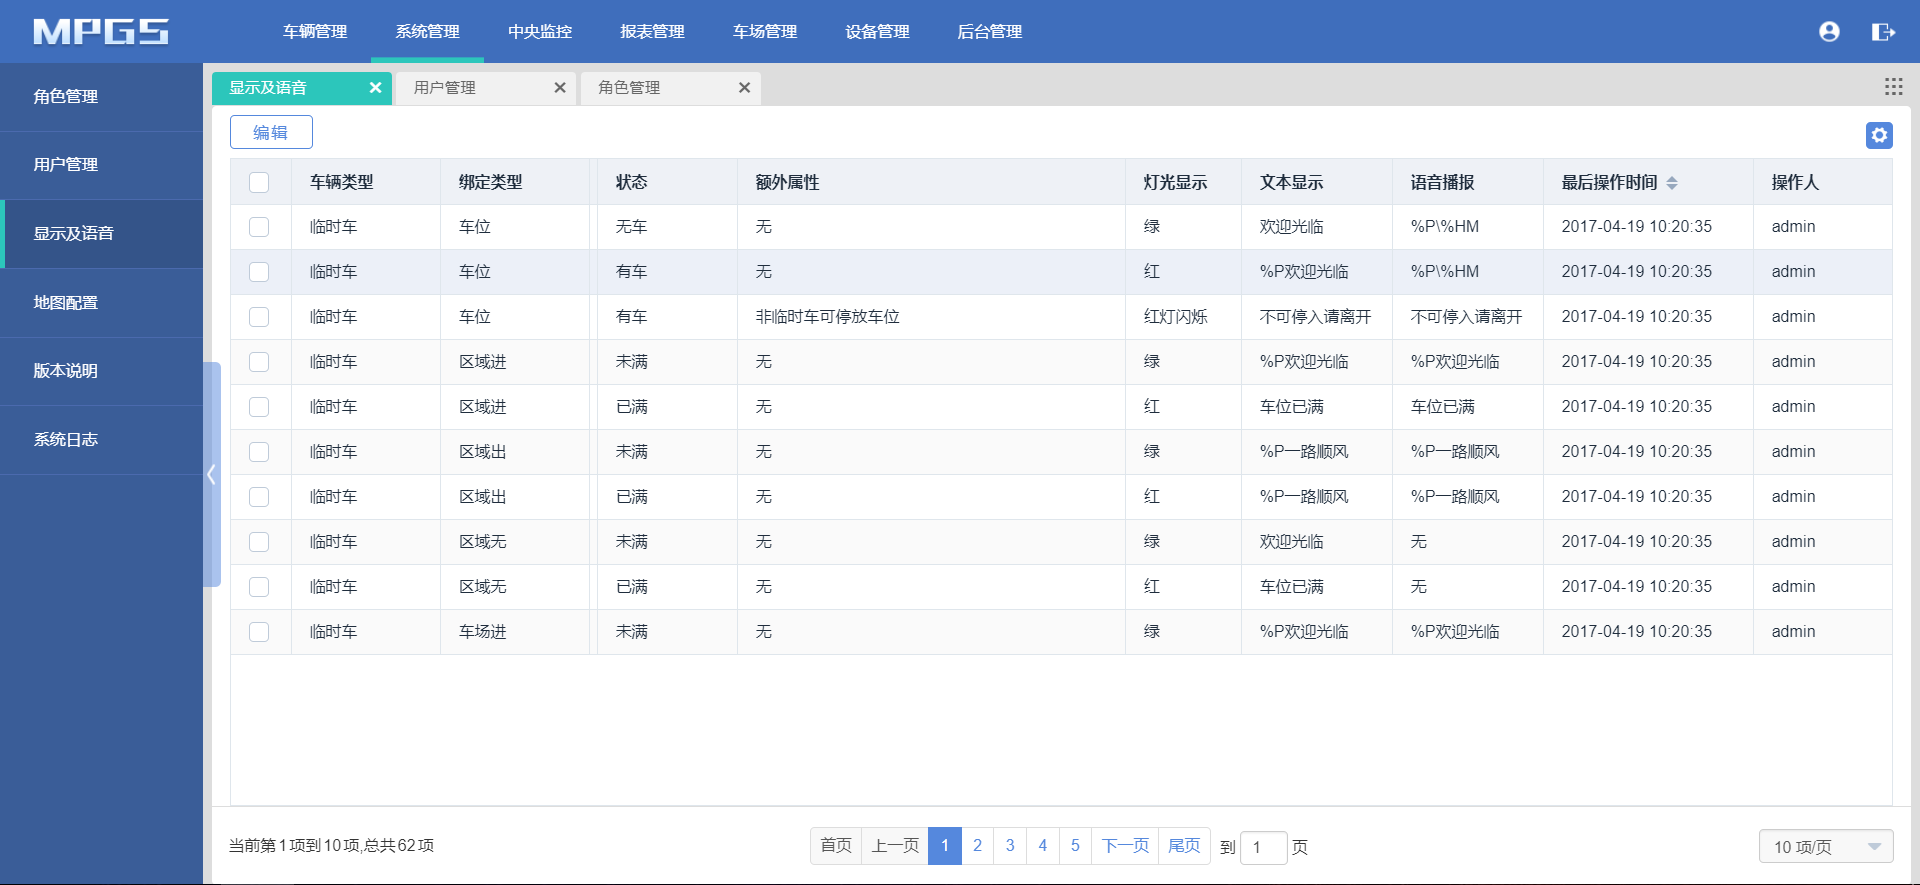 MPGS 车辆管理 系统管理 中央监控 报表管理 车场管理 设备管理 后台管理
角色管理
用户管理
显示及语音
地图配置
版本说明
系统日志
显示及语音 用户管理 角色管理
编辑
车辆类型 绑定类型 状态 额外属性 灯光显示 文本显示 语音播报 最后操作时间 操作人
临时车 车位 无车 无 绿 欢迎光临 %P\%HM 2017-04-19 10:20:35 admin
临时车 车位 有车 无 红 %P欢迎光临 %P\%HM 2017-04-19 10:20:35 admin
临时车 车位 有车 非临时车可停放车位 红灯闪烁 不可停入请离开 不可停入请离开 2017-04-19 10:20:35 admin
临时车 区域进 未满 无 绿 %P欢迎光临 %P欢迎光临 2017-04-19 10:20:35 admin
临时车 区域进 已满 无 红 车位已满 车位已满 2017-04-19 10:20:35 admin
临时车 区域出 未满 无 绿 %P一路顺风 %P一路顺风 2017-04-19 10:20:35 admin
临时车 区域出 已满 无 红 %P一路顺风 %P一路顺风 2017-04-19 10:20:35 admin
临时车 区域无 未满 无 绿 欢迎光临 无 2017-04-19 10:20:35 admin
临时车 区域无 已满 无 红 车位已满 无 2017-04-19 10:20:35 admin
临时车 车场进 未满 无 绿 %P欢迎光临 %P欢迎光临 2017-04-19 10:20:35 admin
当前第1项到10项,总共62项 首页 上一页 1 2 3 4 5 下一页 尾页 到 1 页 10 项/页